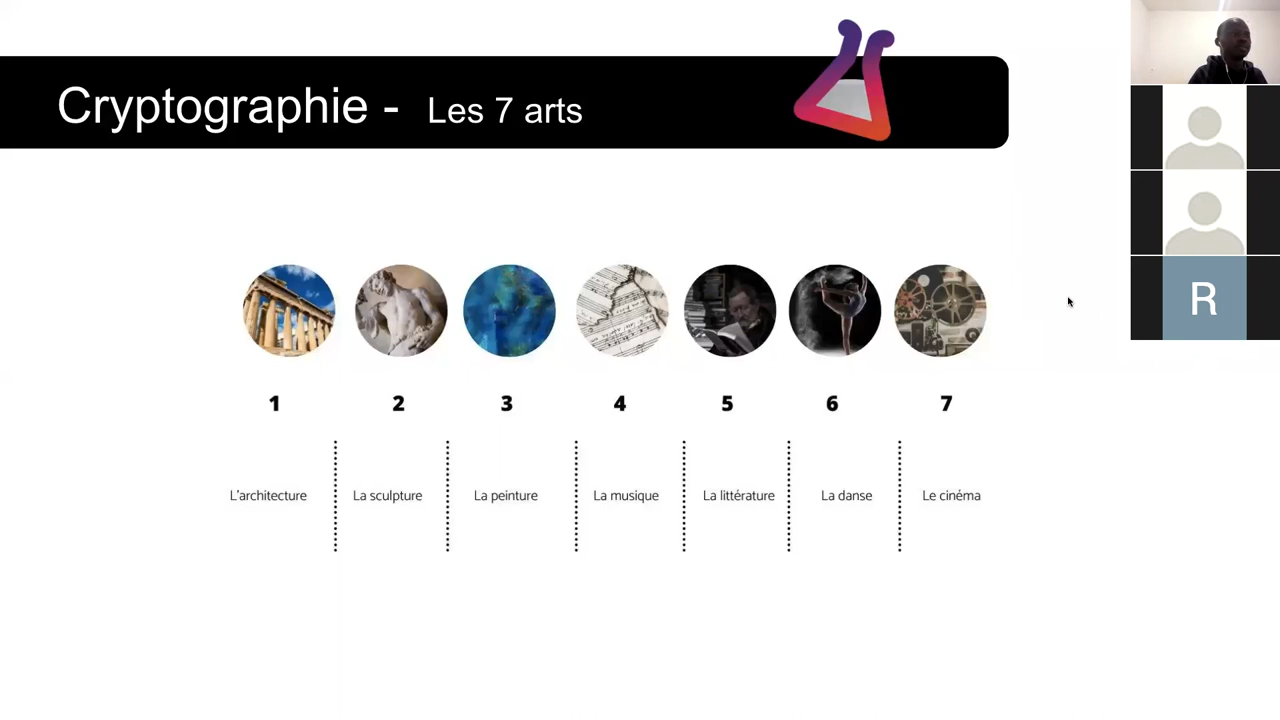 Cryptographie - Les 7 arts
1 2 3 4 5 6 7
L'architecture La sculpture La peinture La musique La littérature La danse Le cinéma
R